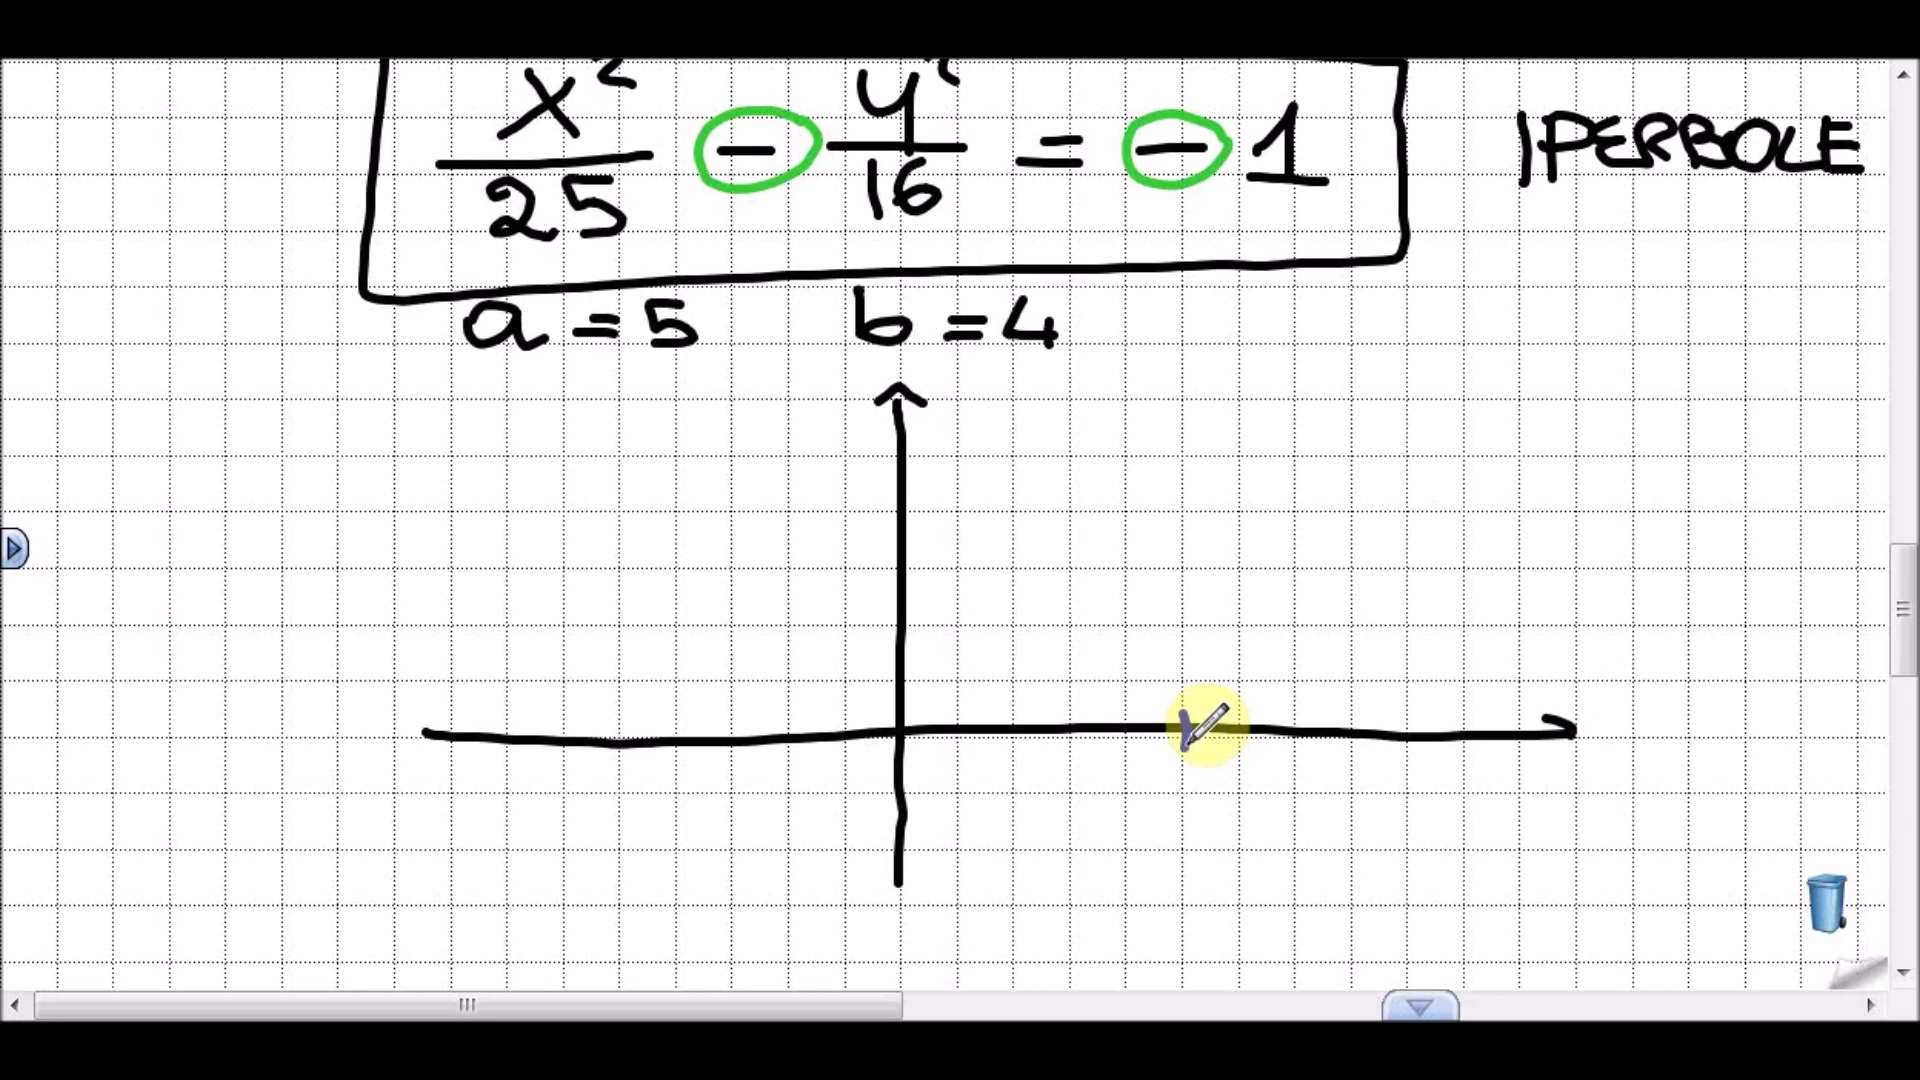 x²/25 − y²/16 = −1 IPERBOLE
a = 5 b = 4